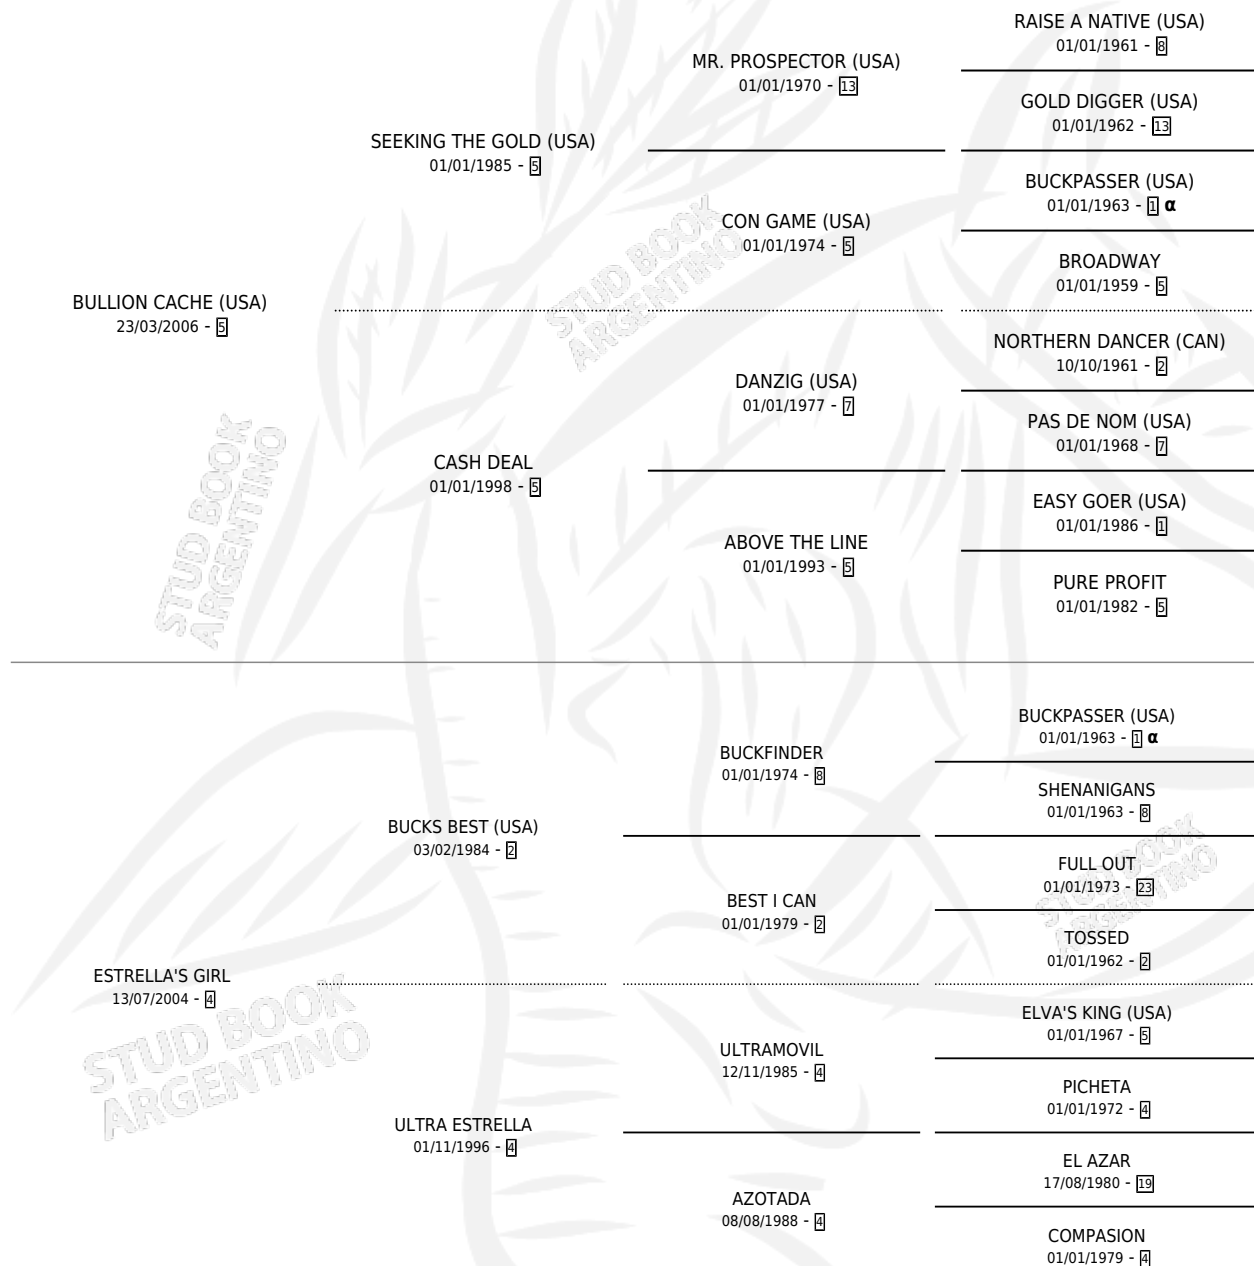 RAISE A NATIVE (USA)
01/01/1961 - 8
MR. PROSPECTOR (USA)
01/01/1970 - 13
GOLD DIGGER (USA)
01/01/1962 - 13
SEEKING THE GOLD (USA)
01/01/1985 - 5
BUCKPASSER (USA)
01/01/1963 - 1 α
CON GAME (USA)
01/01/1974 - 5
BROADWAY
01/01/1959 - 5
BULLION CACHE (USA)
23/03/2006 - 5
NORTHERN DANCER (CAN)
10/10/1961 - 2
DANZIG (USA)
01/01/1977 - 7
PAS DE NOM (USA)
01/01/1968 - 7
CASH DEAL
01/01/1998 - 5
EASY GOER (USA)
01/01/1986 - 1
ABOVE THE LINE
01/01/1993 - 5
PURE PROFIT
01/01/1982 - 5
BUCKPASSER (USA)
01/01/1963 - 1 α
BUCKFINDER
01/01/1974 - 8
SHENANIGANS
01/01/1963 - 8
BUCKS BEST (USA)
03/02/1984 - 2
FULL OUT
01/01/1973 - 23
BEST I CAN
01/01/1979 - 2
TOSSED
01/01/1962 - 2
ESTRELLA'S GIRL
13/07/2004 - 4
ELVA'S KING (USA)
01/01/1967 - 5
ULTRAMOVIL
12/11/1985 - 4
PICHETA
01/01/1972 - 4
ULTRA ESTRELLA
01/11/1996 - 4
EL AZAR
17/08/1980 - 19
AZOTADA
08/08/1988 - 4
COMPASION
01/01/1979 - 4
STUD BOOK
ARGENTINO
STUD BOOK
ARGENTINO
STUD BOOK
ARGENTINO
STUD BOOK
ARGENTINO